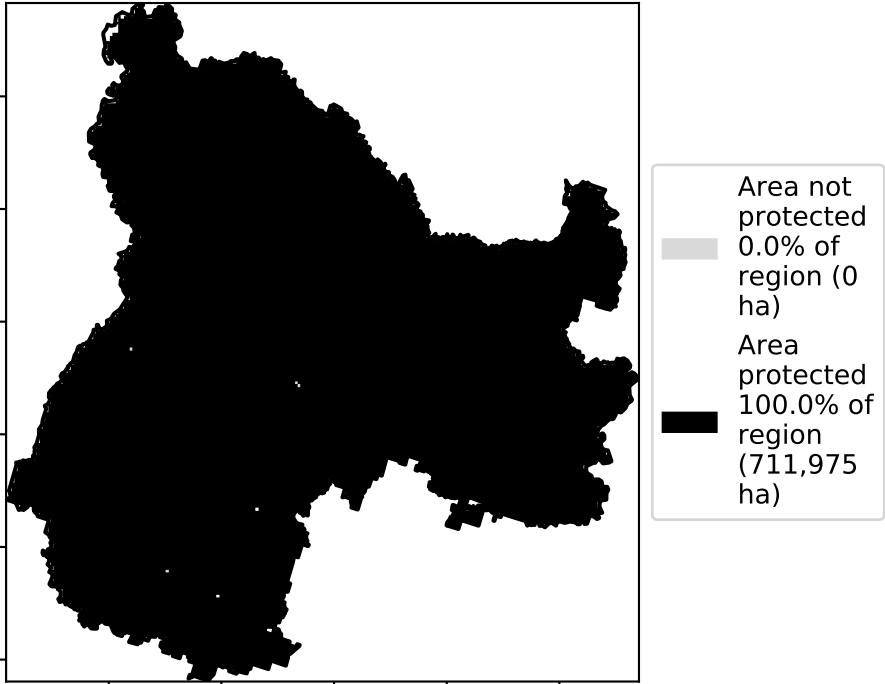 Area not
protected
0.0% of
region (0
ha)
Area
protected
100.0% of
region
(711,975
ha)